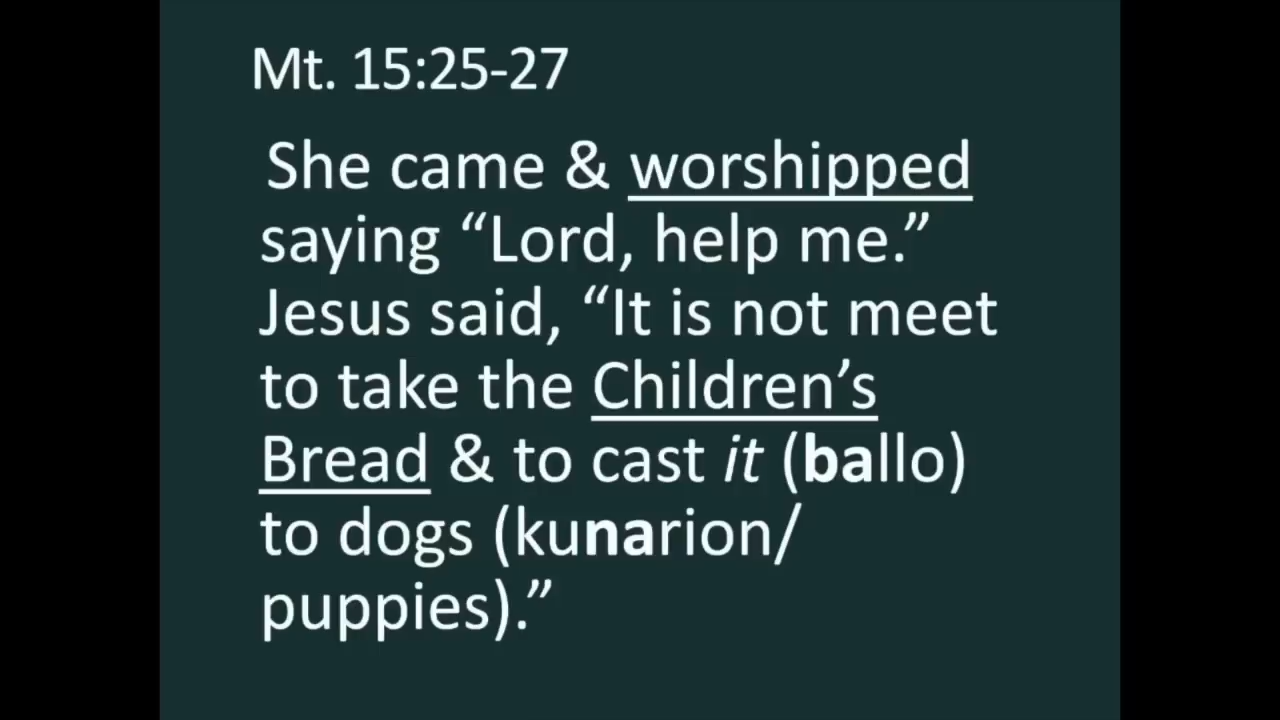 Mt. 15:25-27
She came & worshipped
saying “Lord, help me.”
Jesus said, “It is not meet
to take the Children’s
Bread & to cast it (ballo)
to dogs (kunarion/
puppies).”